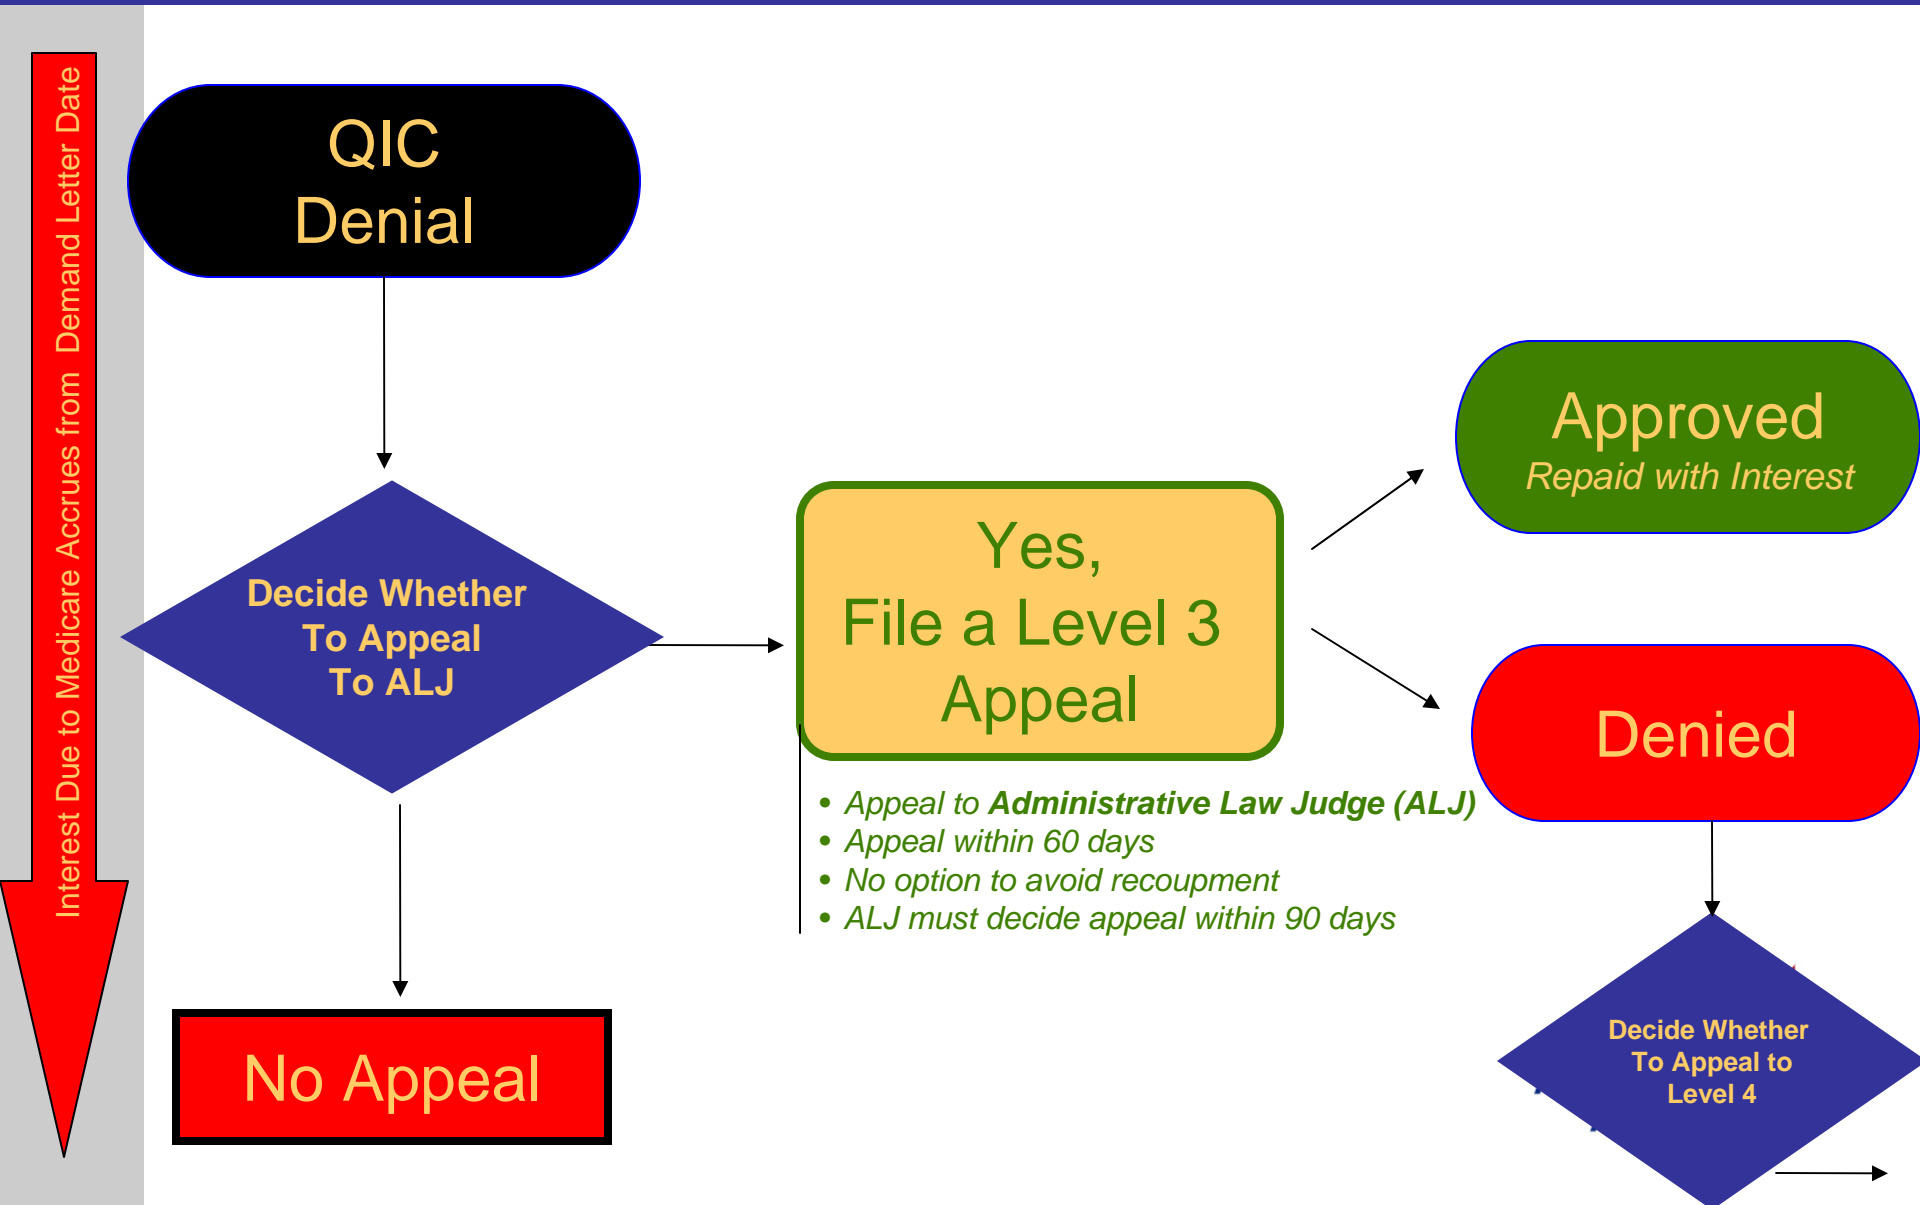 Interest Due to Medicare Accrues from Demand Letter Date
QIC
Denial
Decide Whether
To Appeal
To ALJ
No Appeal
Yes,
File a Level 3
Appeal
• Appeal to Administrative Law Judge (ALJ)
• Appeal within 60 days
• No option to avoid recoupment
• ALJ must decide appeal within 90 days
Approved
Repaid with Interest
Denied
Decide Whether
To Appeal to
Level 4